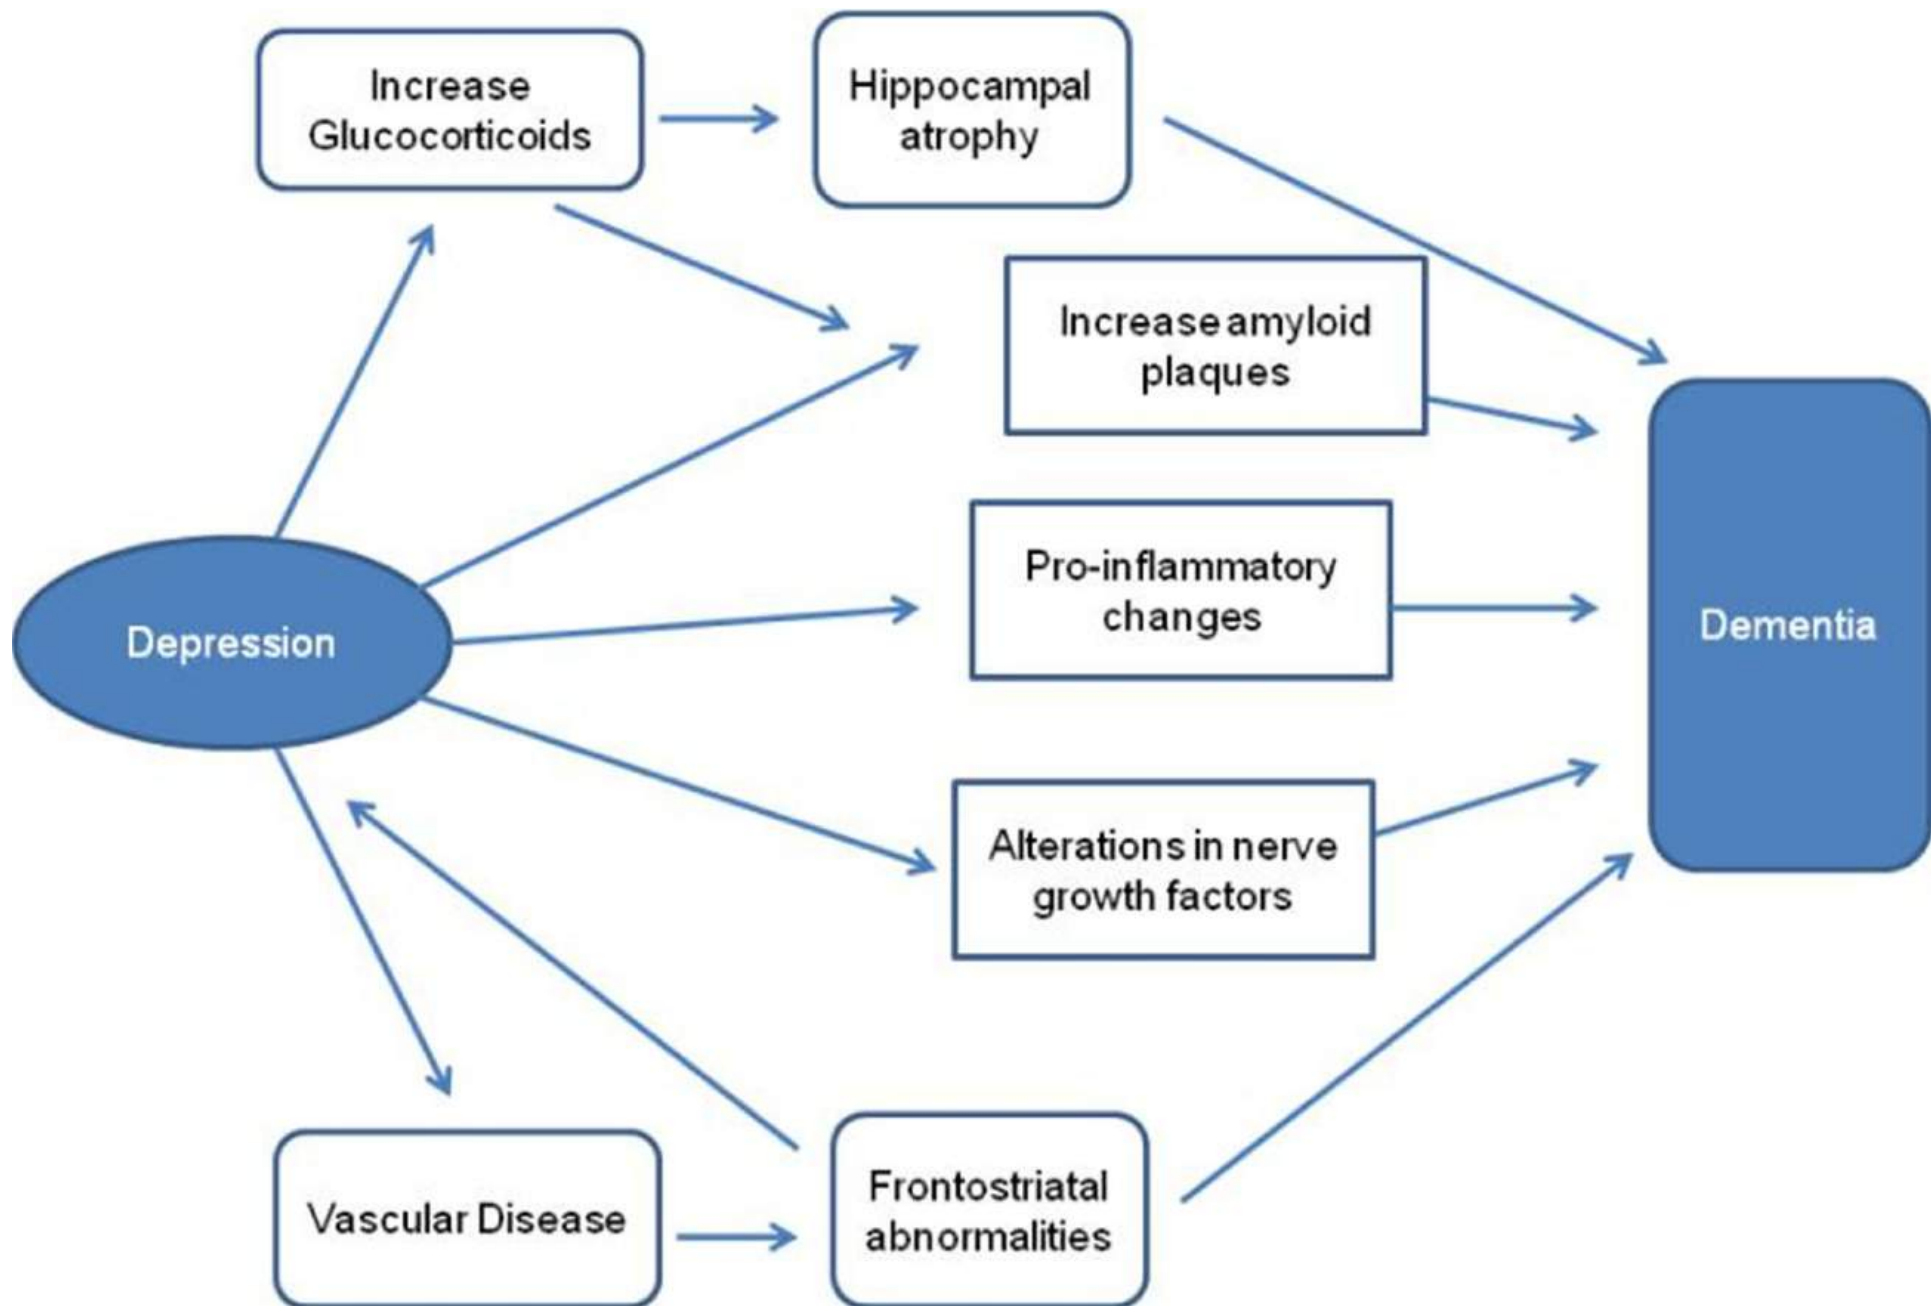 Increase
Glucocorticoids
Hippocampal
atrophy
Increase amyloid
plaques
Pro-inflammatory
changes
Depression
Dementia
Alterations in nerve
growth factors
Vascular Disease
Frontostriatal
abnormalities